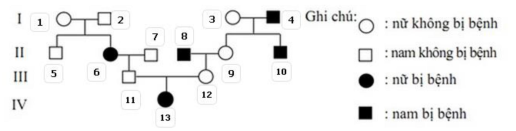 I 1 2 3 4 Ghi chú: : nữ không bị bệnh
II 5 6 7 8 9 10 : nam không bị bệnh
III 11 12 : nữ bị bệnh
IV 13 : nam bị bệnh